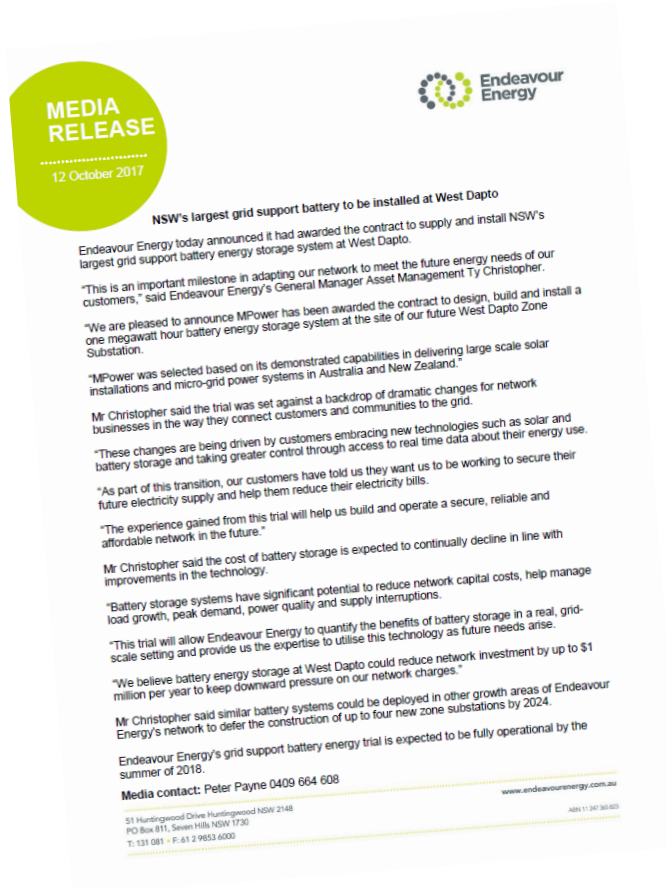 MEDIA
RELEASE
12 October 2017
Endeavour
Energy
NSW's largest grid support battery to be installed at West Dapto
Endeavour Energy today announced it had awarded the contract to supply and install NSW's
largest grid support battery energy storage system at West Dapto.
"This is an important milestone in adapting our network to meet the future energy needs of our
customers," said Endeavour Energy's General Manager Asset Management Ty Christopher.
"We are pleased to announce MPower has been awarded the contract to design, build and install a
one megawatt hour battery energy storage system at the site of our future West Dapto Zone
Substation.
"MPower was selected based on its demonstrated capabilities in delivering large scale solar
installations and micro-grid power systems in Australia and New Zealand."
Mr Christopher said the trial was set against a backdrop of dramatic changes for network
businesses in the way they connect customers and communities to the grid.
"These changes are being driven by customers embracing new technologies such as solar and
battery storage and taking greater control through access to real time data about their energy use.
"As part of this transition, our customers have told us they want us to be working to secure their
future electricity supply and help them reduce their electricity bills.
"The experience gained from this trial will help us build and operate a secure, reliable and
affordable network in the future."
Mr Christopher said the cost of battery storage is expected to continually decline in line with
improvements in the technology.
"Battery storage systems have significant potential to reduce network capital costs, help manage
load growth, peak demand, power quality and supply interruptions.
"This trial will allow Endeavour Energy to quantify the benefits of battery storage in a real, grid-
scale setting and provide us the expertise to utilise this technology as future needs arise.
"We believe battery energy storage at West Dapto could reduce network investment by up to $1
million per year to keep downward pressure on our network charges."
Mr Christopher said similar battery systems could be deployed in other growth areas of Endeavour
Energy's network to defer the construction of up to four new zone substations by 2024.
Endeavour Energy's grid support battery energy trial is expected to be fully operational by the
summer of 2018.
Media contact: Peter Payne 0409 664 608
www.endeavourenergy.com.au
51 Huntingwood Drive Huntingwood NSW 2148
PO Box 811, Seven Hills NSW 1730
T: 131 081 • F: 61 2 9853 6000
ABN 11 247 365 823